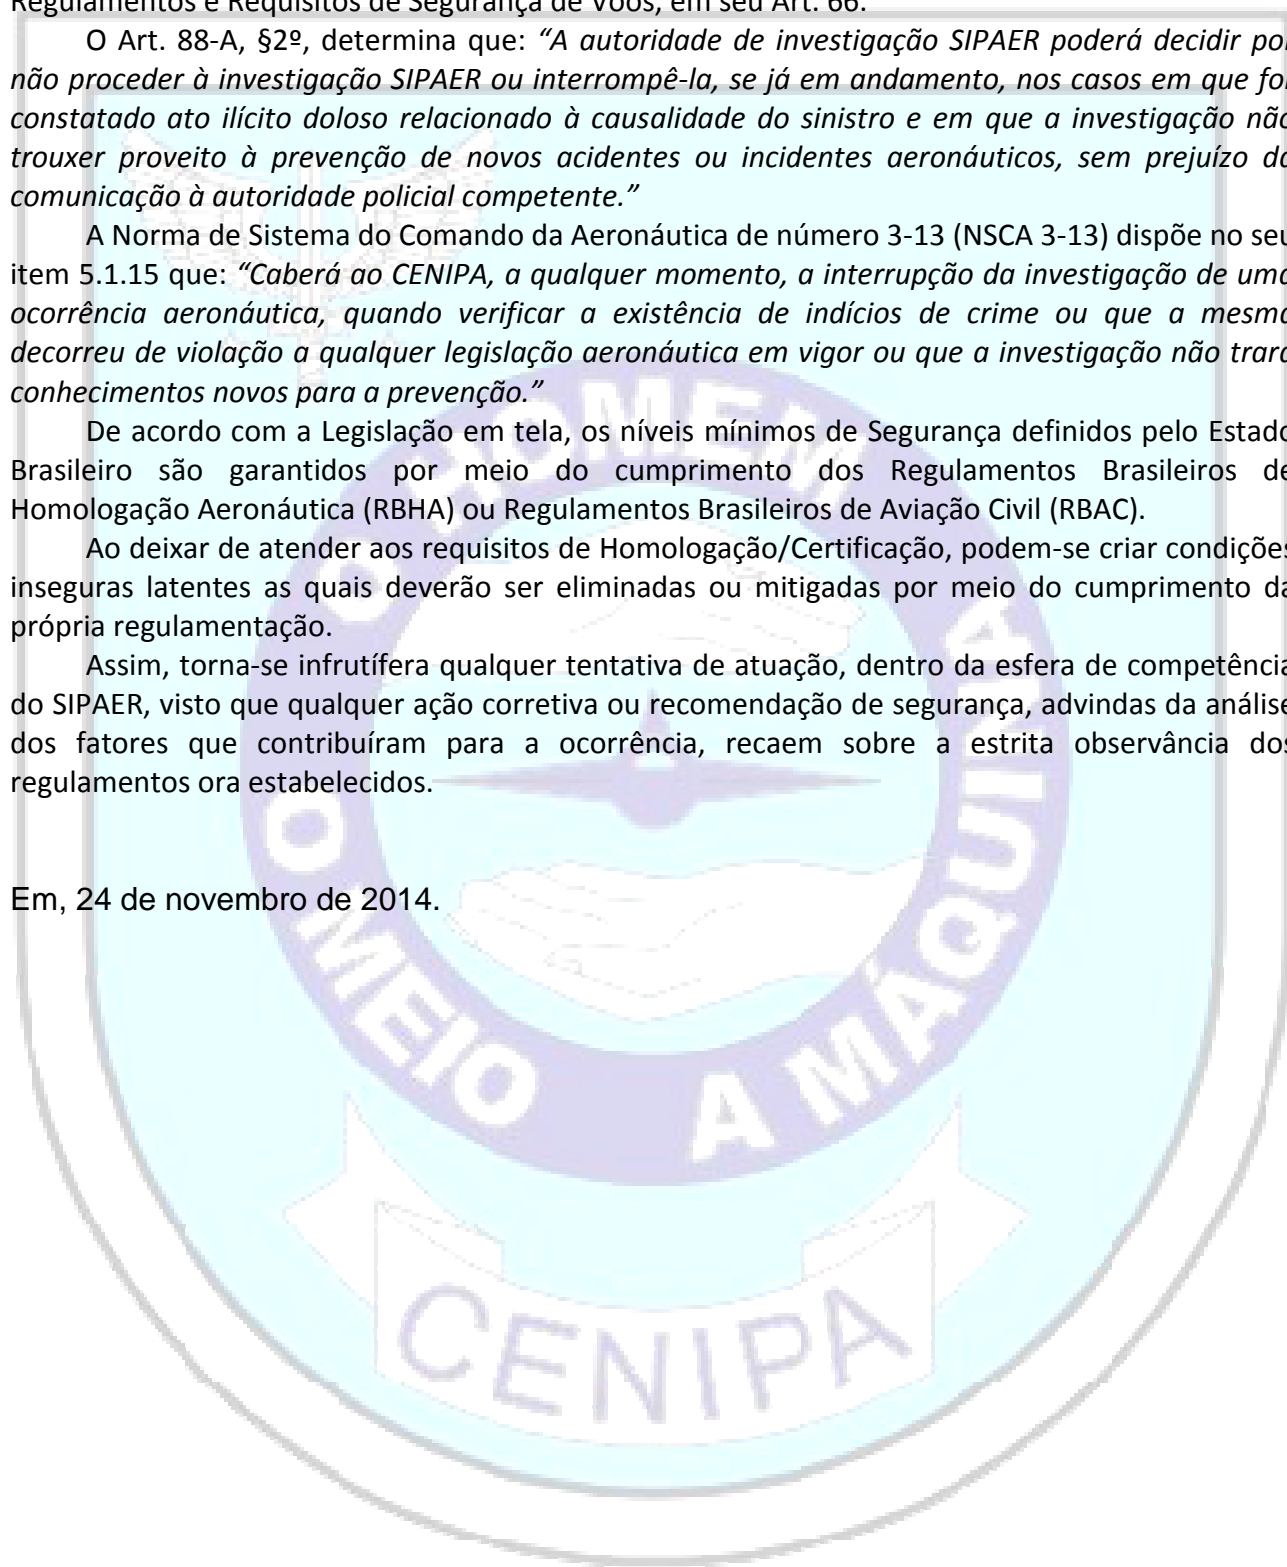 Regulamentos e Requisitos de Segurança de Voos, em seu Art. 66.
O Art. 88-A, §2º, determina que: “A autoridade de investigação SIPAER poderá decidir po
não proceder à investigação SIPAER ou interrompê-la, se já em andamento, nos casos em que fo
constatado ato ilícito doloso relacionado à causalidade do sinistro e em que a investigação não
trouxer proveito à prevenção de novos acidentes ou incidentes aeronáuticos, sem prejuízo da
comunicação à autoridade policial competente.”
A Norma de Sistema do Comando da Aeronáutica de número 3-13 (NSCA 3-13) dispõe no seu
item 5.1.15 que: “Caberá ao CENIPA, a qualquer momento, a interrupção da investigação de uma
ocorrência aeronáutica, quando verificar a existência de indícios de crime ou que a mesma
decorreu de violação a qualquer legislação aeronáutica em vigor ou que a investigação não trará
conhecimentos novos para a prevenção.”
De acordo com a Legislação em tela, os níveis mínimos de Segurança definidos pelo Estado
Brasileiro são garantidos por meio do cumprimento dos Regulamentos Brasileiros de
Homologação Aeronáutica (RBHA) ou Regulamentos Brasileiros de Aviação Civil (RBAC).
Ao deixar de atender aos requisitos de Homologação/Certificação, podem-se criar condições
inseguras latentes as quais deverão ser eliminadas ou mitigadas por meio do cumprimento da
própria regulamentação.
Assim, torna-se infrutífera qualquer tentativa de atuação, dentro da esfera de competência
do SIPAER, visto que qualquer ação corretiva ou recomendação de segurança, advindas da análise
dos fatores que contribuíram para a ocorrência, recaem sobre a estrita observância dos
regulamentos ora estabelecidos.
Em, 24 de novembro de 2014.
O HOMEM
O MEIO
A MÁQUINA
CENIPA